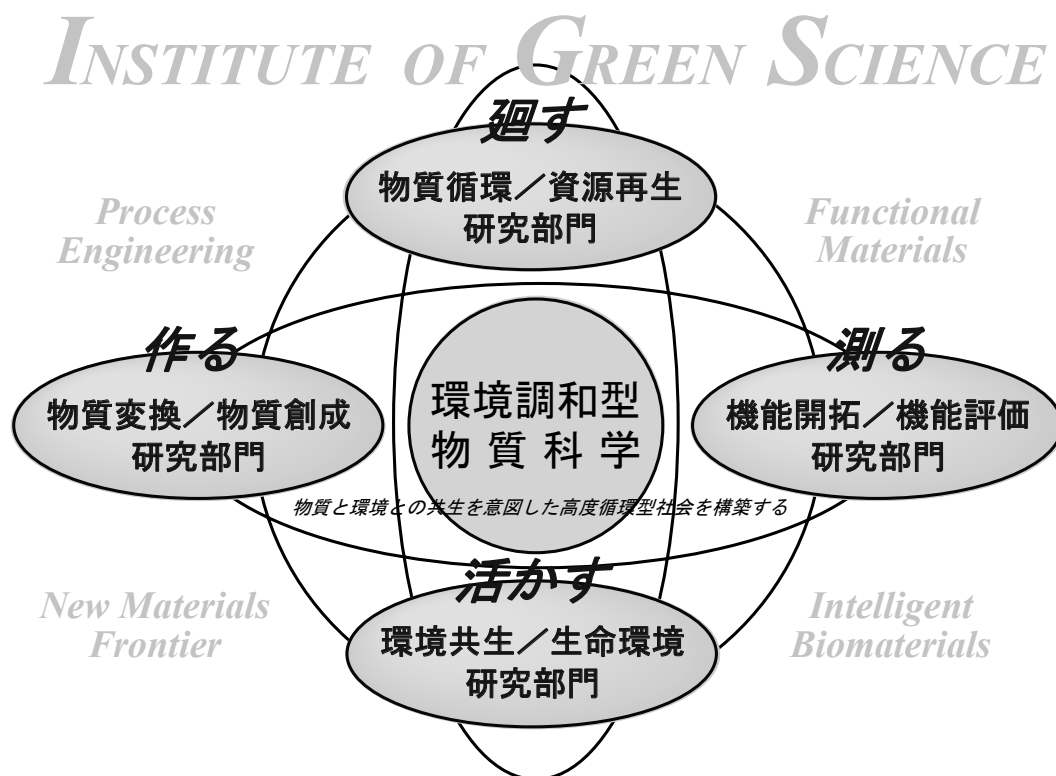 INSTITUTE OF GREEN SCIENCE
廻す
物質循環／資源再生
研究部門
Process
Engineering
Functional
Materials
作る
物質変換／物質創成
研究部門
環境調和型
物質科学
測る
機能開拓／機能評価
研究部門
物質と環境との共生を意図した高度循環型社会を構築する
活かす
環境共生／生命環境
研究部門
New Materials
Frontier
Intelligent
Biomaterials